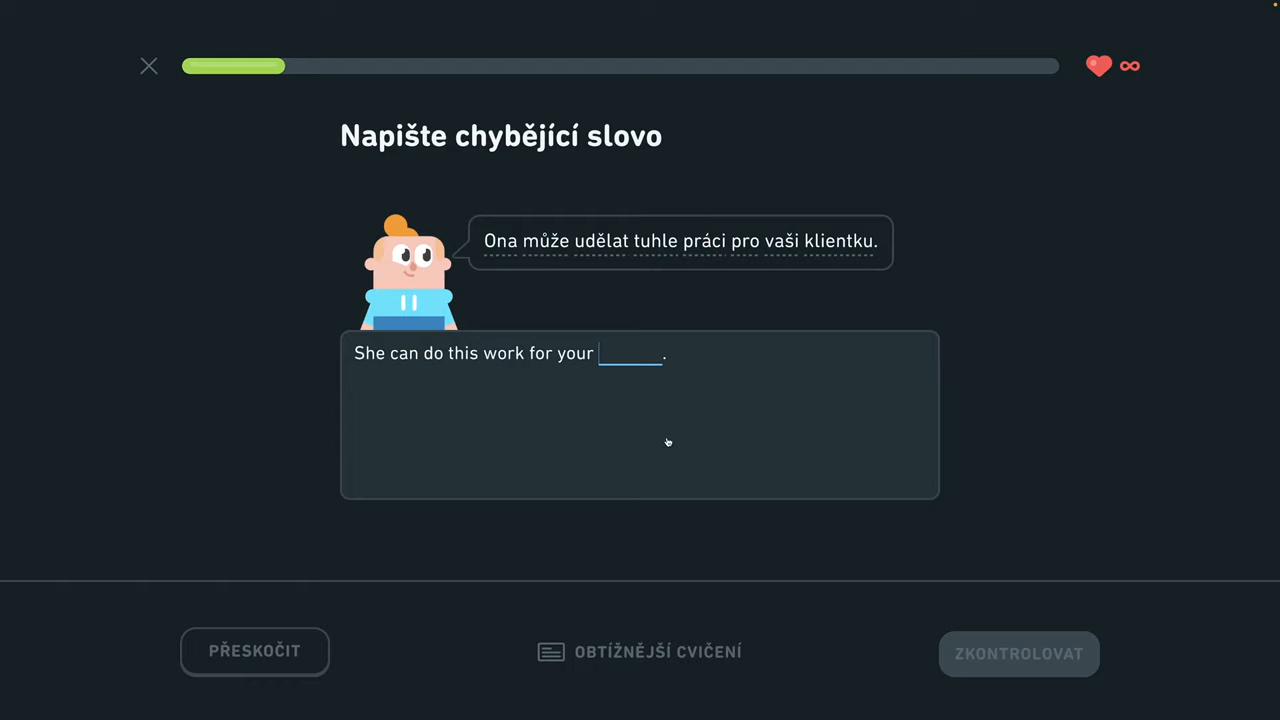 ∞
Napište chybějící slovo
Ona může udělat tuhle práci pro vaši klientku.
She can do this work for your ______.
PŘESKOČIT
OBTÍŽNĚJŠÍ CVIČENÍ
ZKONTROLOVAT